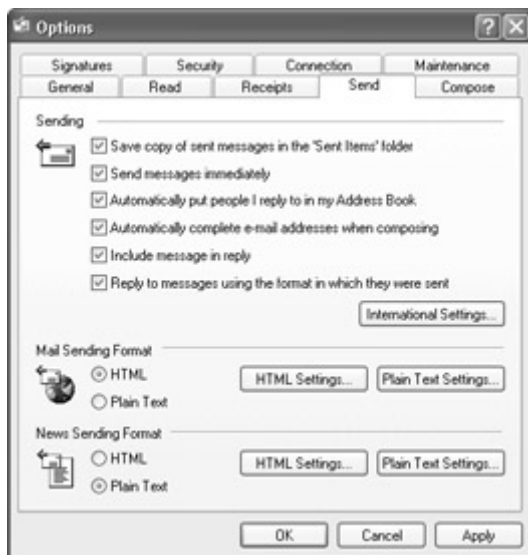 Options
Signatures Security Connection Maintenance
General Read Receipts Send Compose
Sending
Save copy of sent messages in the 'Sent Items' folder
Send messages immediately
Automatically put people I reply to in my Address Book
Automatically complete e-mail addresses when composing
Include message in reply
Reply to messages using the format in which they were sent
International Settings...
Mail Sending Format
HTML HTML Settings... Plain Text Settings...
Plain Text
News Sending Format
HTML HTML Settings... Plain Text Settings...
Plain Text
OK Cancel Apply